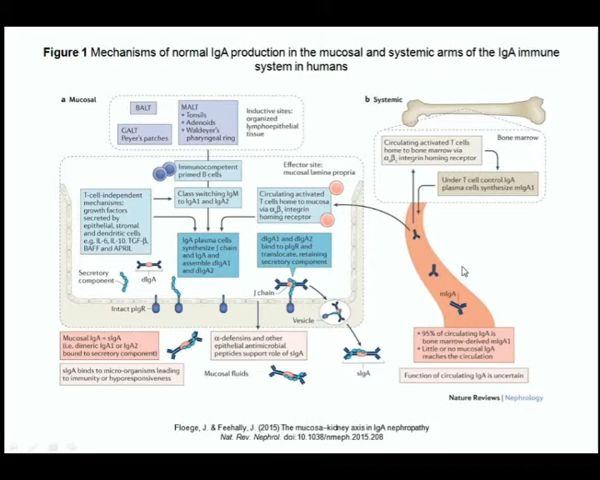 Figure 1 Mechanisms of normal IgA production in the mucosal and systemic arms of the IgA immune
system in humans
a Mucosal
BALT
GALT
Peyer's patches
MALT
• Tonsils
• Adenoids
• Waldeyer's
pharyngeal ring
Inductive sites:
organized
lymphoepithelial
tissue
Immunocompetent
primed B cells
Effector site:
mucosal lamina propria
T-cell-independent
mechanisms:
growth factors
secreted by
epithelial, stromal
and dendritic cells
e.g. IL-6, IL-10, TGF-β,
BAFF and APRIL
Class switching IgM
to IgA1 and IgA2
Circulating activated
T cells home to mucosa
via α4β7 integrin
homing receptor
IgA plasma cells
synthesize J chain
and IgA and
assemble dIgA1
and dIgA2
dIgA1 and dIgA2
bind to pIgR and
translocate, retaining
secretory component
Secretory
component
dIgA
J chain
Intact pIgR
Vesicle
Mucosal IgA = sIgA
(i.e. dimeric IgA1 or IgA2
bound to secretory component)
α-defensins and other
epithelial antimicrobial
peptides support role of sIgA
sIgA binds to micro-organisms leading
to immunity or hyporesponsiveness
Mucosal fluids
sIgA
b Systemic
Bone marrow
Circulating activated T cells
home to bone marrow via
integrin homing receptor
Under T cell control IgA
plasma cells synthesize mIgA1
mIgA
• 95% of circulating IgA is
bone marrow-derived mIgA1
• Little or no mucosal IgA
reaches the circulation
Function of circulating IgA is uncertain
Nature Reviews | Nephrology
Floege, J. & Feehally, J. (2015) The mucosa–kidney axis in IgA nephropathy
Nat. Rev. Nephrol. doi:10.1038/nrneph.2015.208